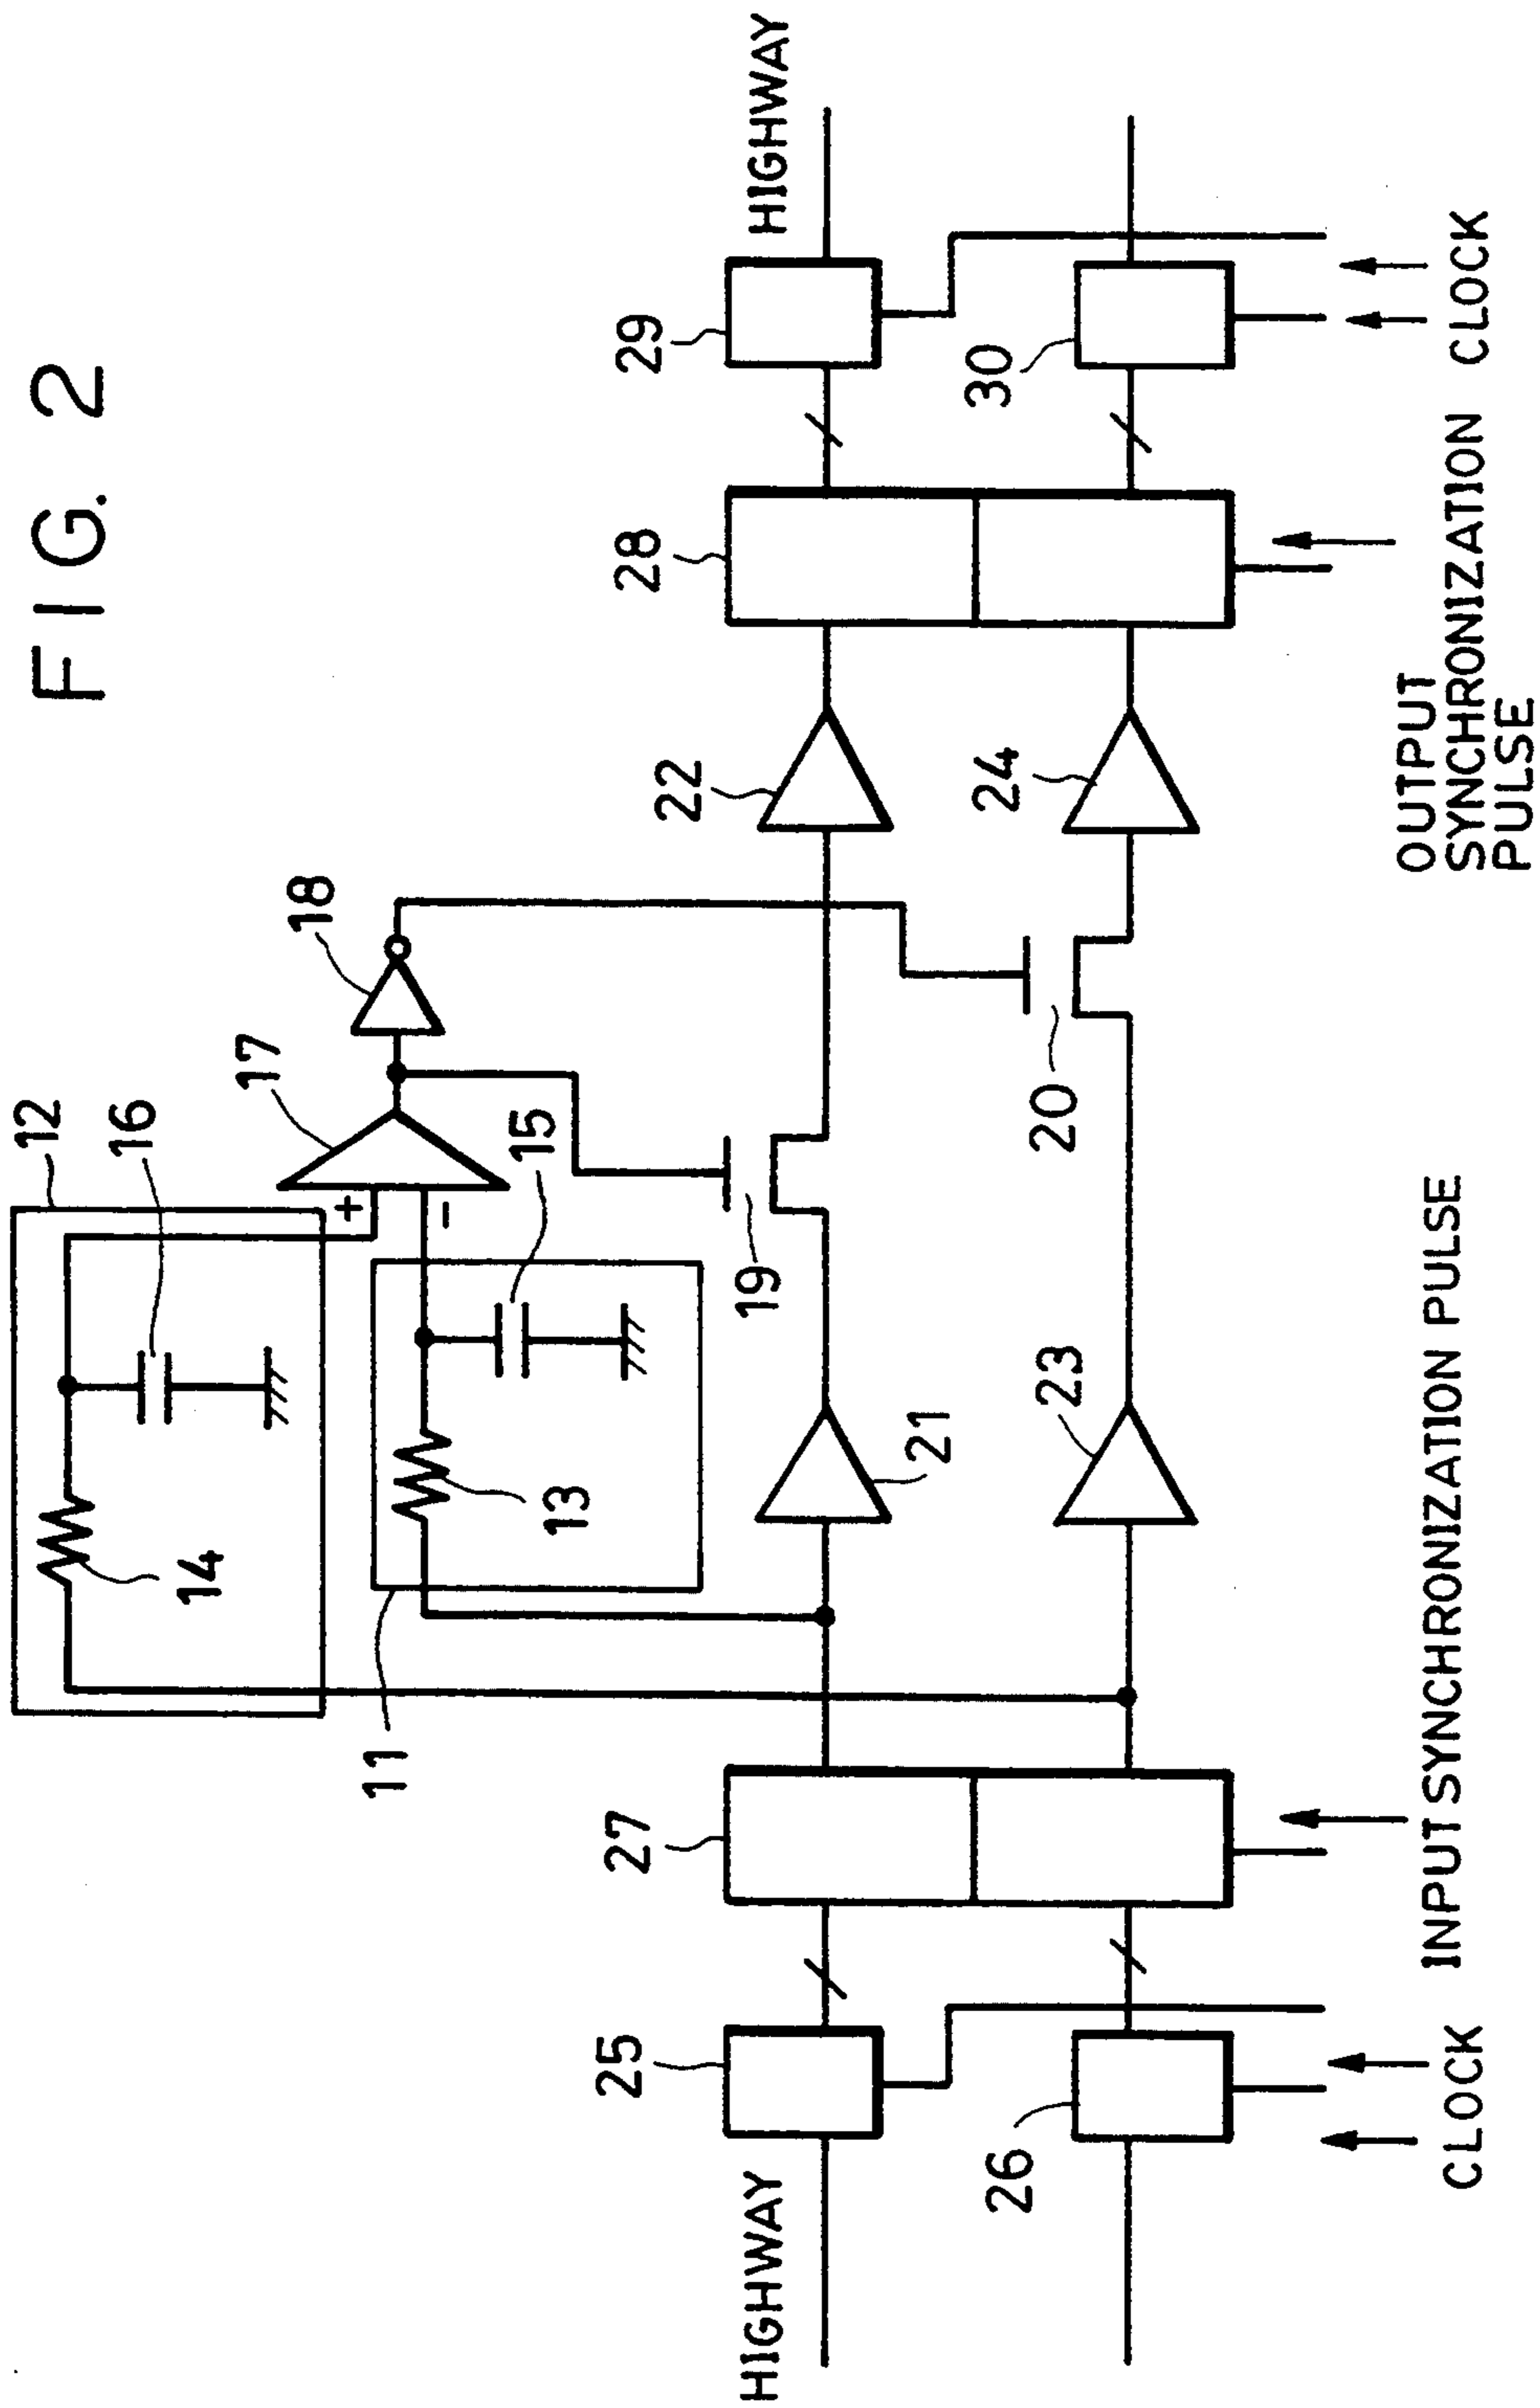 FIG. 2
12
16
14
17
18
15
13
11
19
20
21
22
23
24
25
26
27
28
29
30
HIGHWAY
HIGHWAY
CLOCK
INPUT SYNCHRONIZATION PULSE
OUTPUT
SYNCHRONIZATION
PULSE
CLOCK
+
−